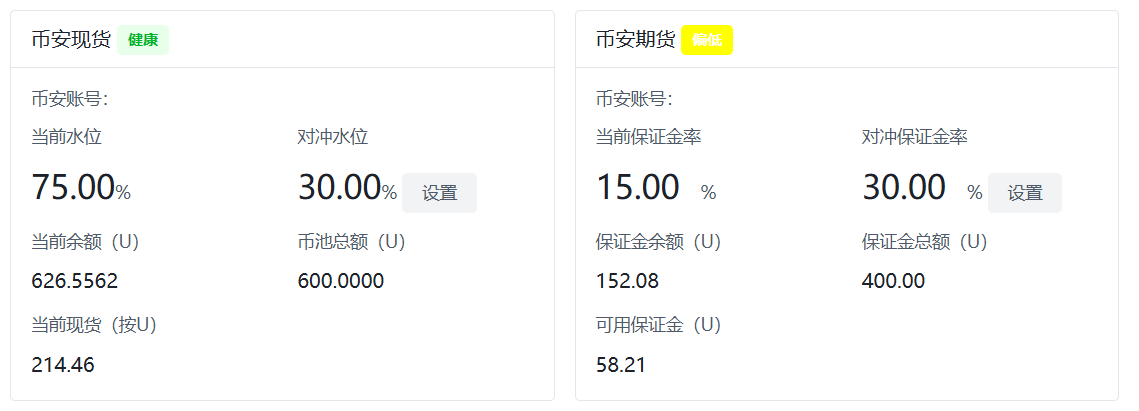 币安现货 健康
币安账号：
当前水位 对冲水位
75.00% 30.00% 设置
当前余额（U） 币池总额（U）
626.5562 600.0000
当前现货（按U）
214.46
币安期货 偏低
币安账号：
当前保证金率 对冲保证金率
15.00 % 30.00 % 设置
保证金余额（U） 保证金总额（U）
152.08 400.00
可用保证金（U）
58.21